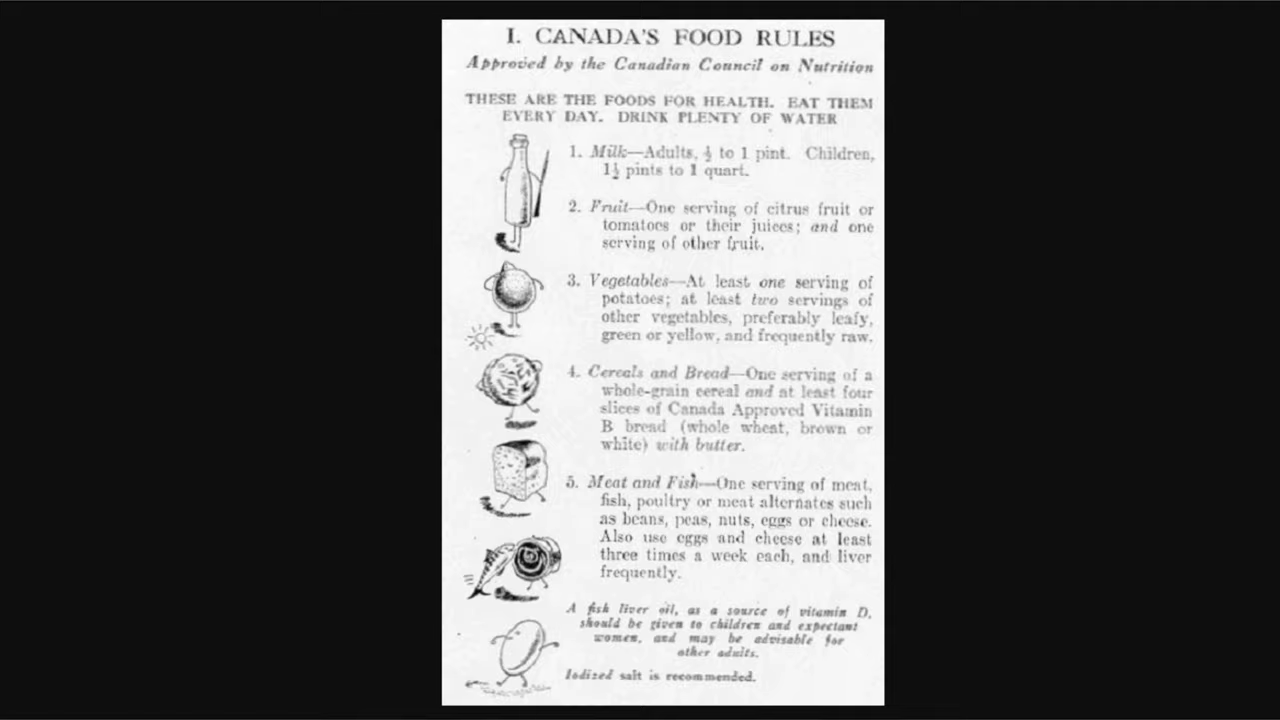 I. CANADA'S FOOD RULES
Approved by the Canadian Council on Nutrition
THESE ARE THE FOODS FOR HEALTH. EAT THEM
EVERY DAY. DRINK PLENTY OF WATER
1. Milk—Adults, ½ to 1 pint. Children,
1½ pints to 1 quart.
2. Fruit—One serving of citrus fruit or
tomatoes or their juices; and one
serving of other fruit.
3. Vegetables—At least one serving of
potatoes; at least two servings of
other vegetables, preferably leafy,
green or yellow, and frequently raw.
4. Cereals and Bread—One serving of a
whole-grain cereal and at least four
slices of Canada Approved Vitamin
B bread (whole wheat, brown or
white) with butter.
5. Meat and Fish—One serving of meat,
fish, poultry or meat alternates such
as beans, peas, nuts, eggs or cheese.
Also use eggs and cheese at least
three times a week each, and liver
frequently.
A fish liver oil, as a source of vitamin D,
should be given to children and expectant
women, and may be advisable for
other adults.
Iodized salt is recommended.